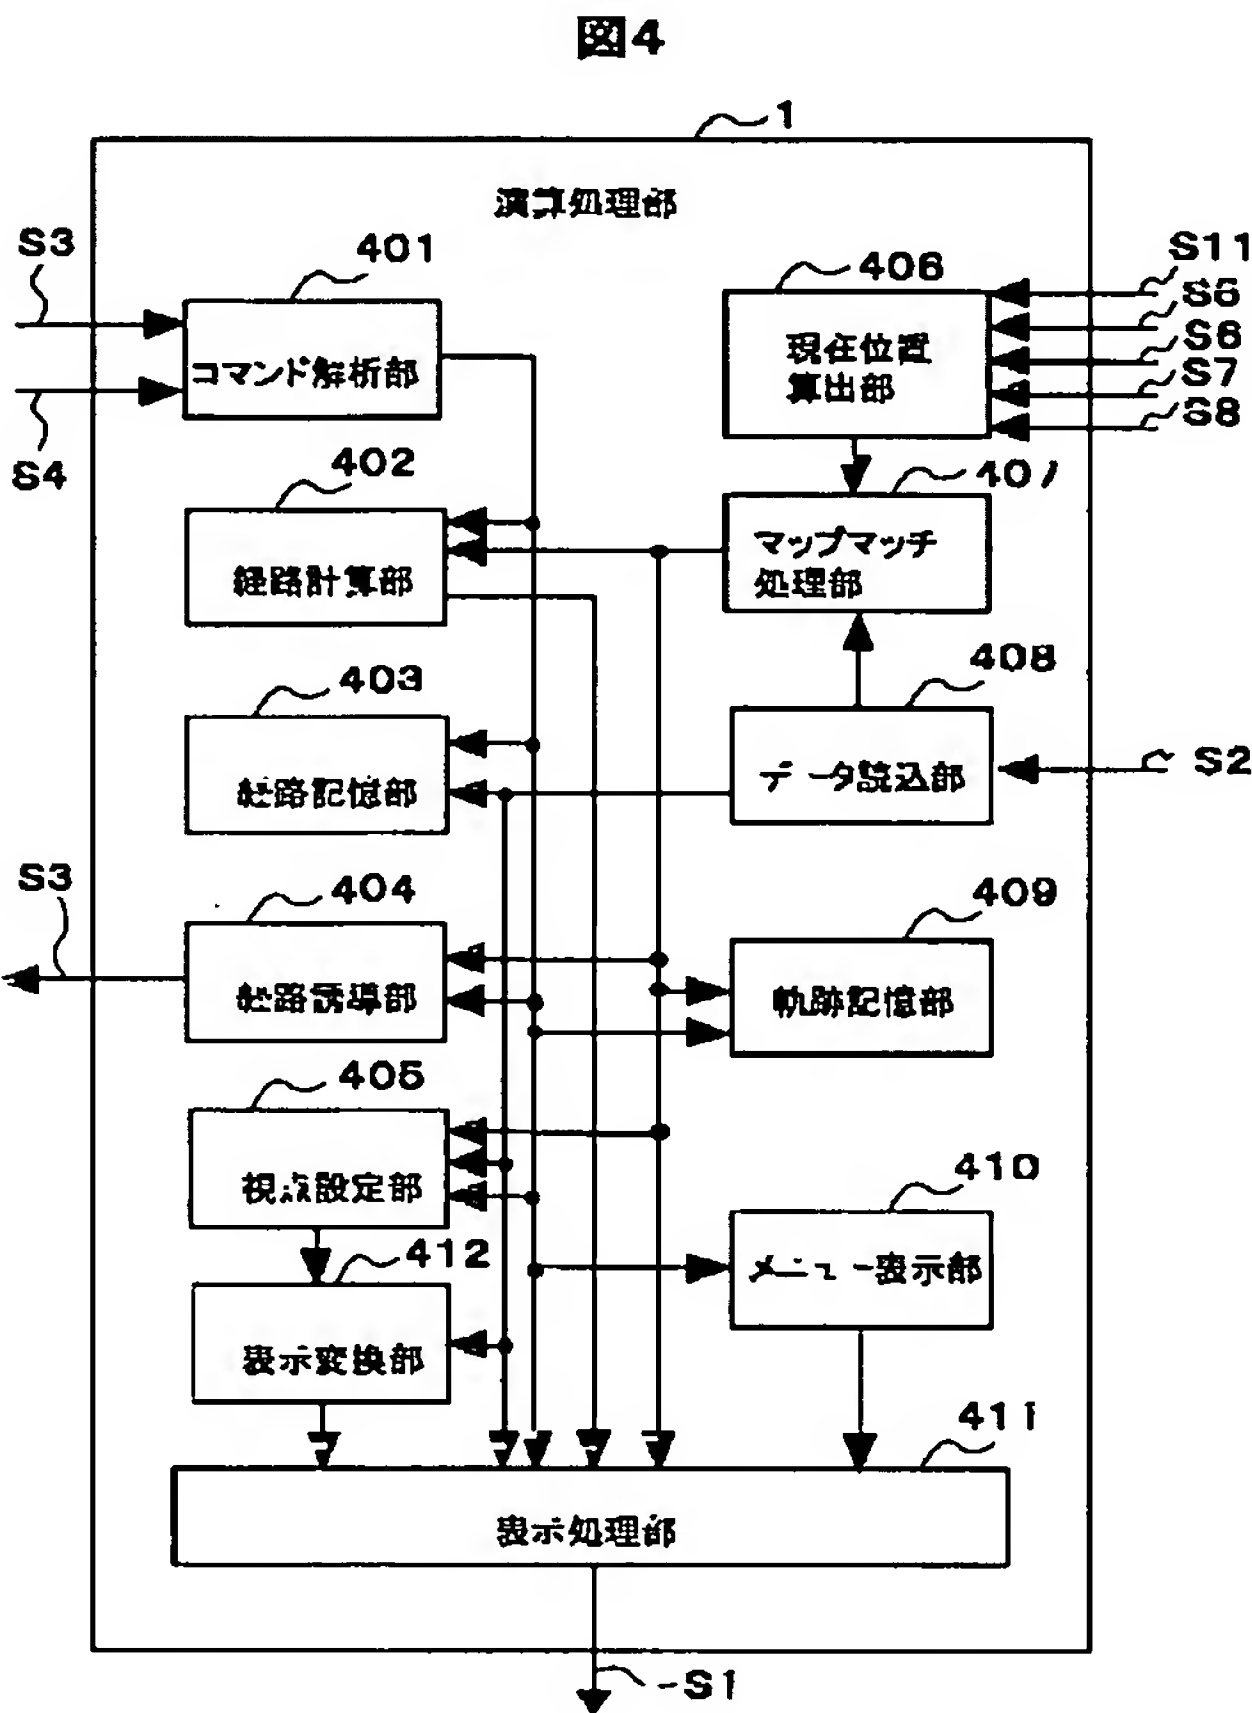 図4
1
演算処理部
S3
401
コマンド解析部
S4
406
現在位置
算出部
S11
S5
S6
S7
S8
402
経路計算部
407
マップマッチ
処理部
403
経路記憶部
408
データ読込部
S2
S3
404
経路誘導部
409
軌跡記憶部
405
視点設定部
410
メニュー表示部
412
表示変換部
411
表示処理部
S1